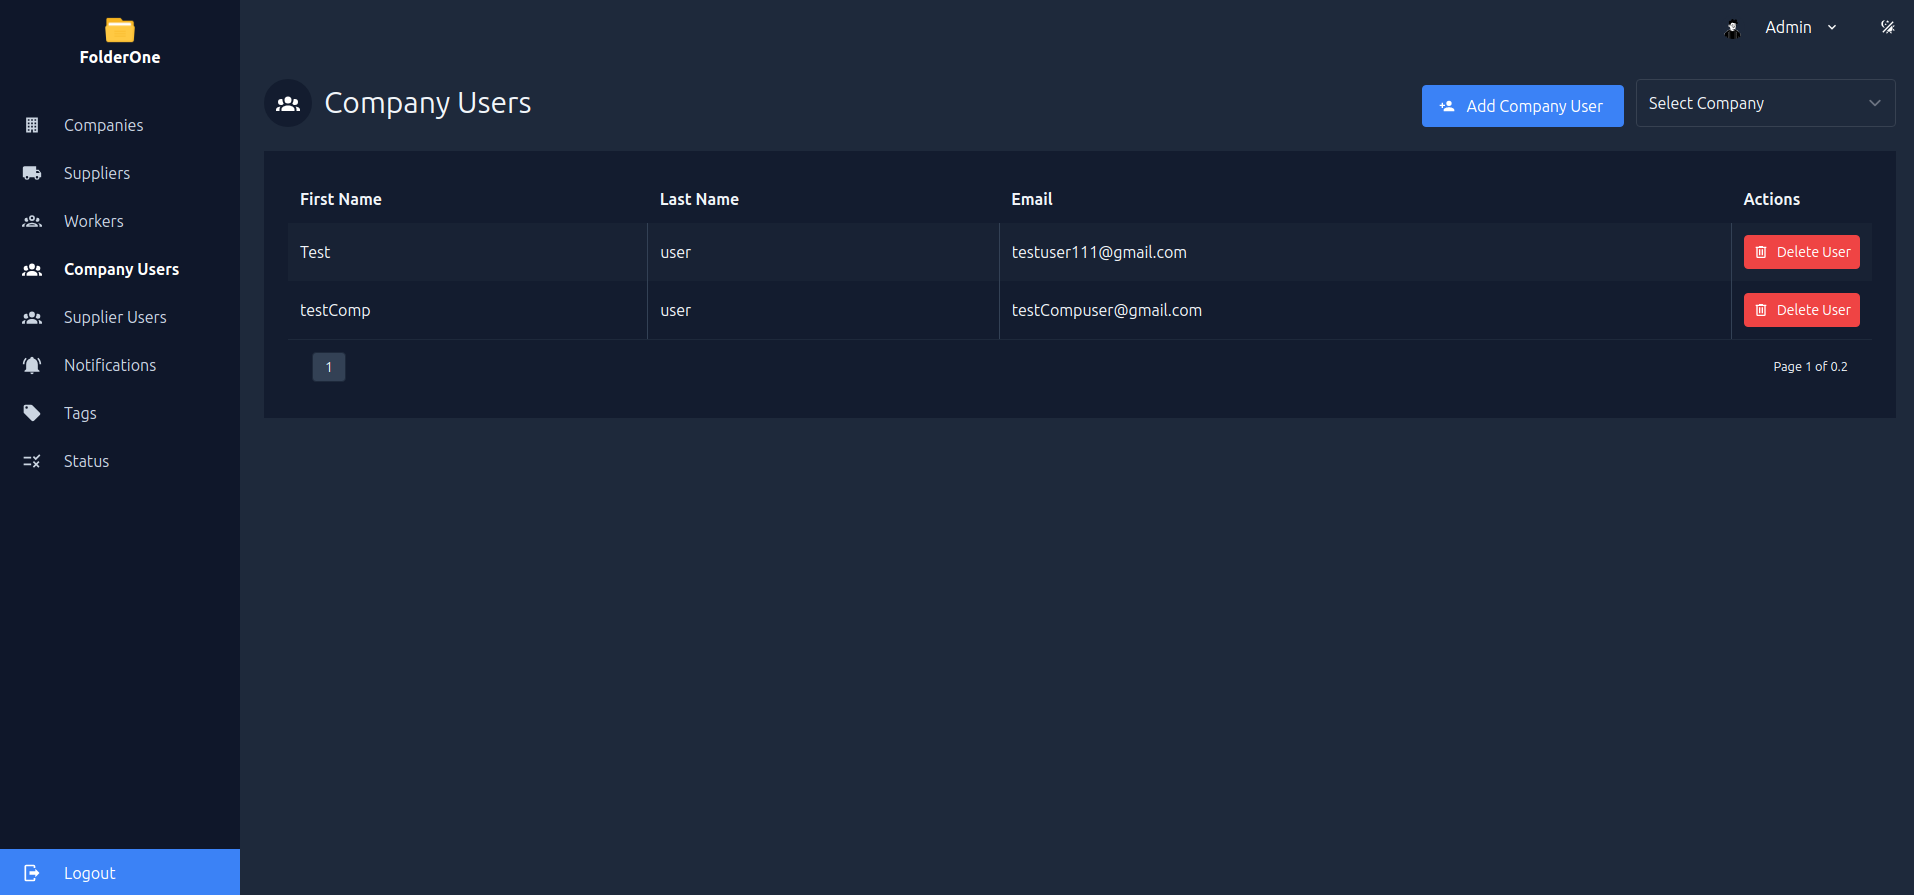 FolderOne
Companies
Suppliers
Workers
Company Users
Supplier Users
Notifications
Tags
Status
Logout
Admin
Company Users
Add Company User
Select Company
First Name Last Name Email Actions
Test user testuser111@gmail.com Delete User
testComp user testCompuser@gmail.com Delete User
1 Page 1 of 0.2